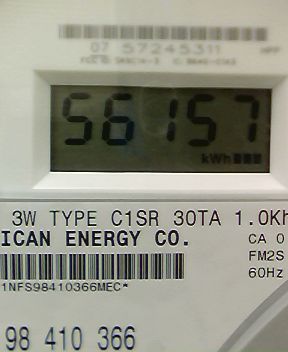 07 57245311
56157
kWh
3W TYPE C1SR 30TA 1.0Kh
ICAN ENERGY CO.
CA 0
FM2S
60Hz
1NFS98410366MEC*
98 410 366